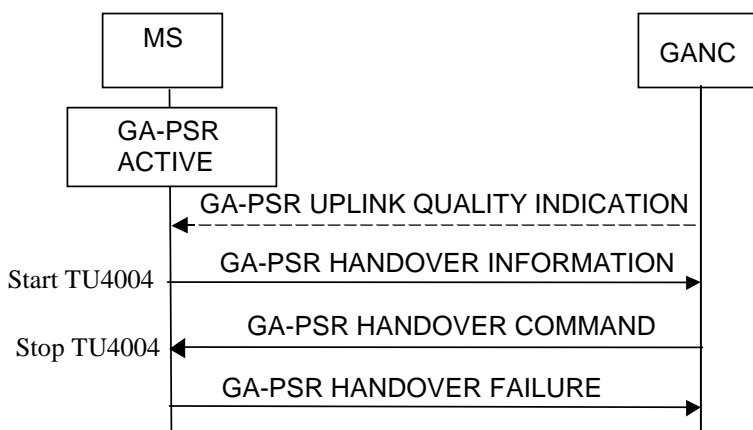 MS
GANC
GA-PSR
ACTIVE
GA-PSR UPLINK QUALITY INDICATION
GA-PSR HANDOVER INFORMATION
Start TU4004
GA-PSR HANDOVER COMMAND
Stop TU4004
GA-PSR HANDOVER FAILURE